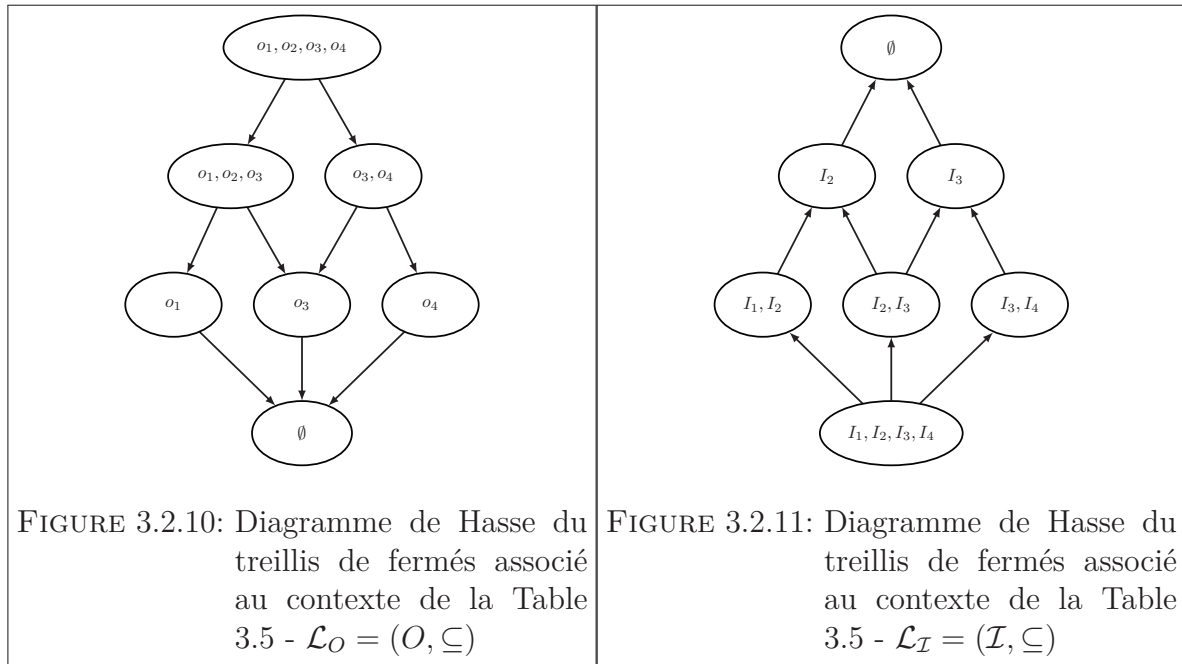 o₁, o₂, o₃, o₄
o₁, o₂, o₃
o₃, o₄
o₁
o₃
o₄
∅
FIGURE 3.2.10: Diagramme de Hasse du
treillis de fermés associé
au contexte de la Table
3.5 - 𝓛_O = (O, ⊆)
∅
I₂
I₃
I₁, I₂
I₂, I₃
I₃, I₄
I₁, I₂, I₃, I₄
FIGURE 3.2.11: Diagramme de Hasse du
treillis de fermés associé
au contexte de la Table
3.5 - 𝓛_𝓘 = (𝓘, ⊆)